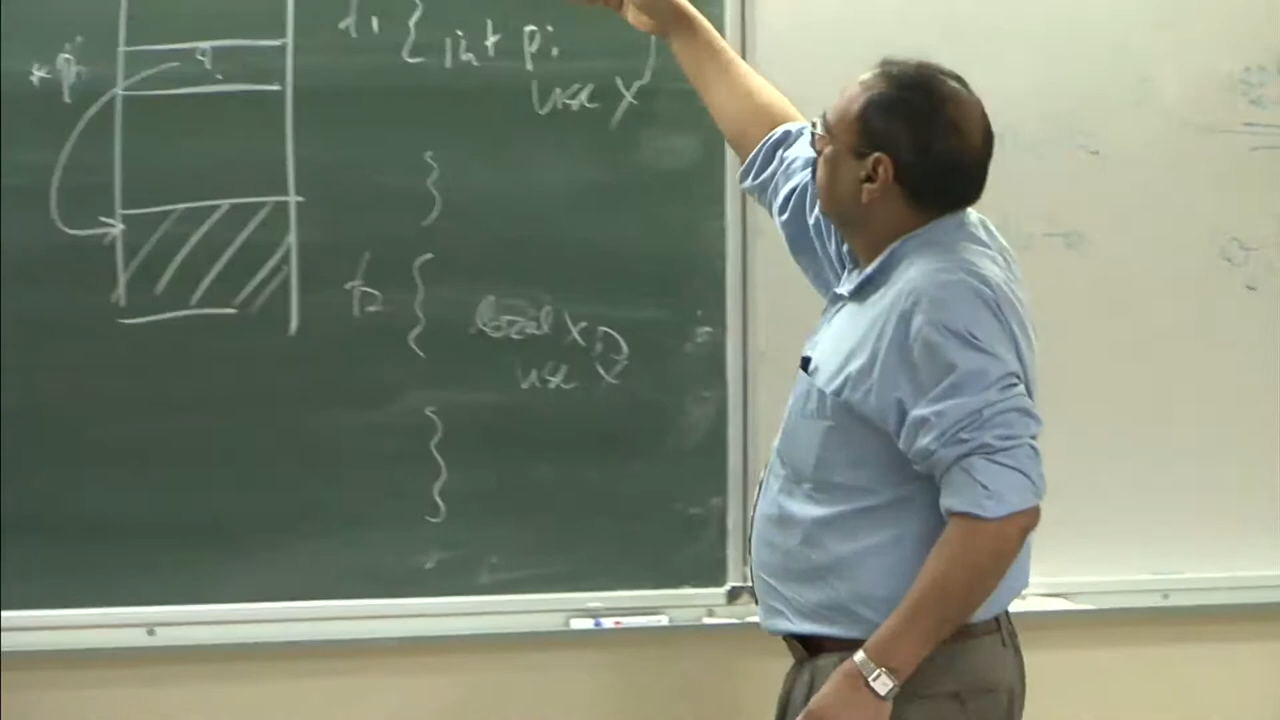 f1 { int p;
use x
}
*p
q
f2 {
local x
use x
}